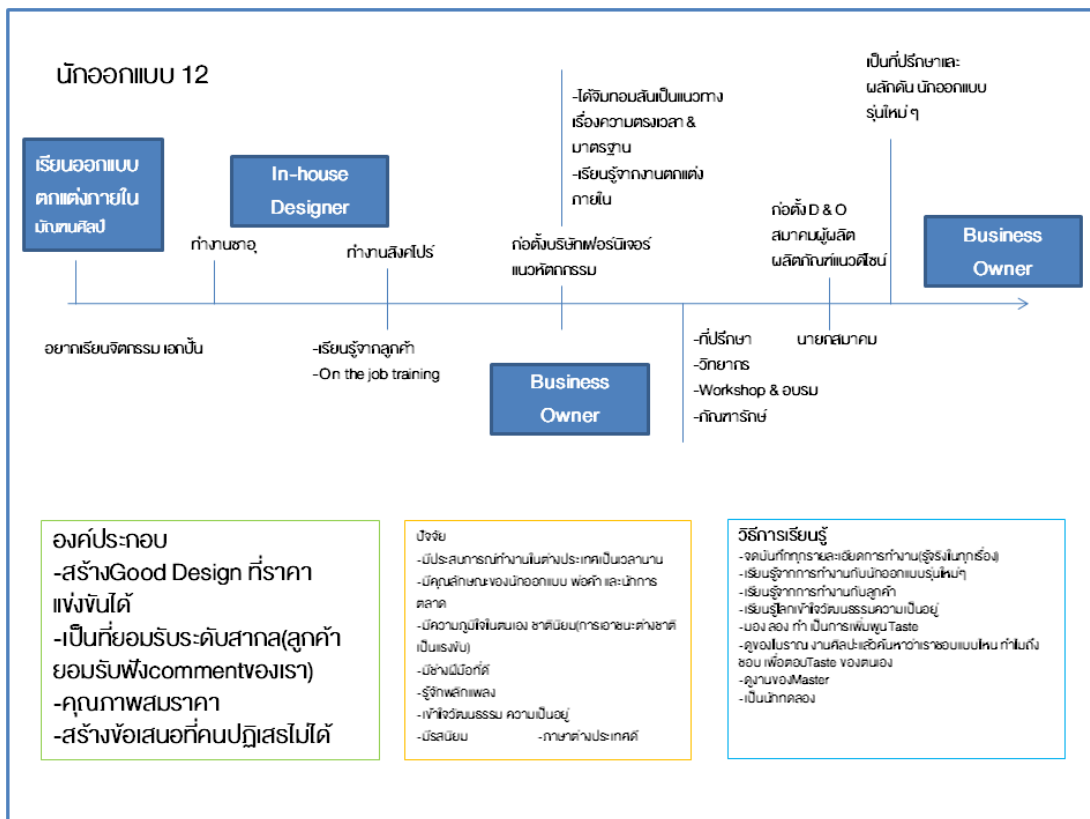 นักออกแบบ 12
เป็นที่ปรึกษาและ
ผลักดัน นักออกแบบ
รุ่นใหม่ ๆ
-ได้จิมทอมสันเป็นแนวทาง
เรื่องความตรงเวลา &
มาตรฐาน
-เรียนรู้จากงานตกแต่ง
ภายใน
เรียนออกแบบ
ตกแต่งภายใน
มัณฑนศิลป์
In-house
Designer
ทำงานซาอุ
ทำงานสิงคโปร์
ก่อตั้งบริษัทเฟอร์นิเจอร์
แนวหัตถกรรม
ก่อตั้ง D & O
สมาคมผู้ผลิต
ผลิตภัณฑ์แนวดีไซน์
Business
Owner
อยากเรียนจิตกรรม เอกปั้น
-เรียนรู้จากลูกค้า
-On the job training
Business
Owner
-ที่ปรึกษา
-วิทยากร
-Workshop & อบรม
-ภัณฑารักษ์
นายกสมาคม
องค์ประกอบ
-สร้างGood Design ที่ราคา
แข่งขันได้
-เป็นที่ยอมรับระดับสากล(ลูกค้า
ยอมรับฟังcommentของเรา)
-คุณภาพสมราคา
-สร้างข้อเสนอที่คนปฏิเสธไม่ได้
ปัจจัย
-มีประสบการณ์ทำงานในต่างประเทศเป็นเวลานาน
-มีคุณลักษณะของนักออกแบบ พ่อค้า และนักการ
ตลาด
-มีความภูมิใจในตนเอง ชาตินิยม(การเอาชนะต่างชาติ
เป็นแรงขับ)
-มีช่างฝีมือที่ดี
-รู้จักพลิกแพลง
-เข้าใจวัฒนธรรม ความเป็นอยู่
-มีรสนิยม -ภาษาต่างประเทศดี
วิธีการเรียนรู้
-จดบันทึกทุกรายละเอียดการทำงาน(รู้จริงในทุกเรื่อง)
-เรียนรู้จากการทำงานกับนักออกแบบรุ่นใหม่ๆ
-เรียนรู้จากการทำงานกับลูกค้า
-เรียนรู้โลกเข้าใจวัฒนธรรมความเป็นอยู่
-มอง ลอง ทำ เป็นการเพิ่มพูน Taste
-ดูของโบราณ งานศิลปะแล้วค้นหาว่าเราชอบแบบไหน ทำไมถึง
ชอบ เพื่อตอบTaste ของตนเอง
-ดูงานของMaster
-เป็นนักทดลอง